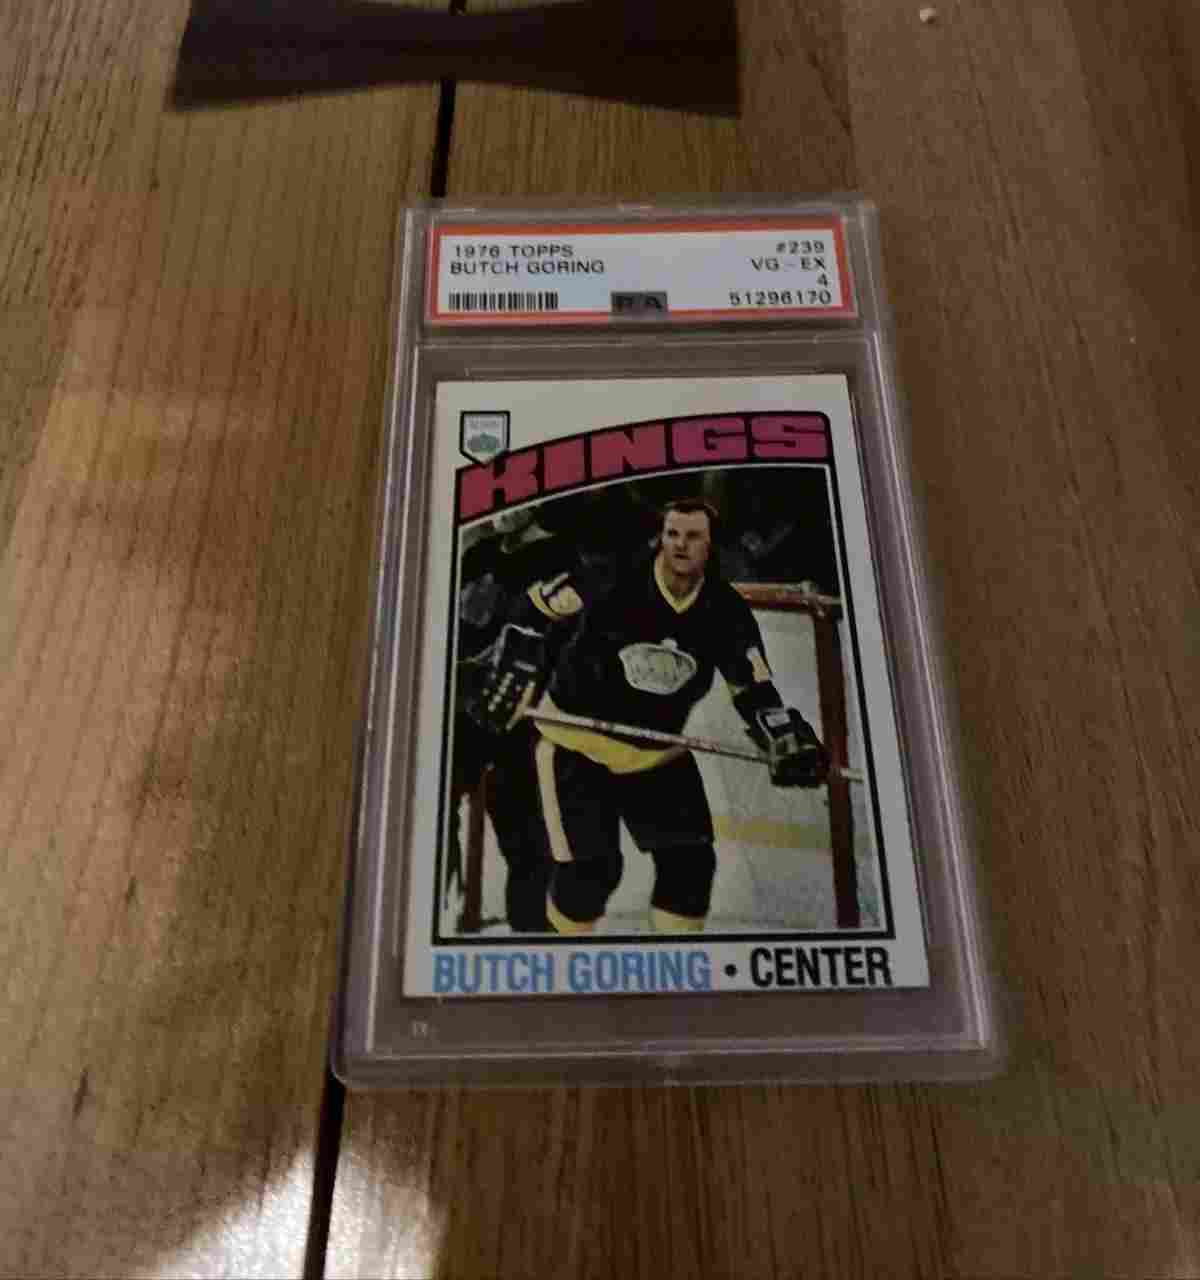 1976 TOPPS #239
BUTCH GORING VG - EX
4
PSA 51296170
KINGS
BUTCH GORING • CENTER